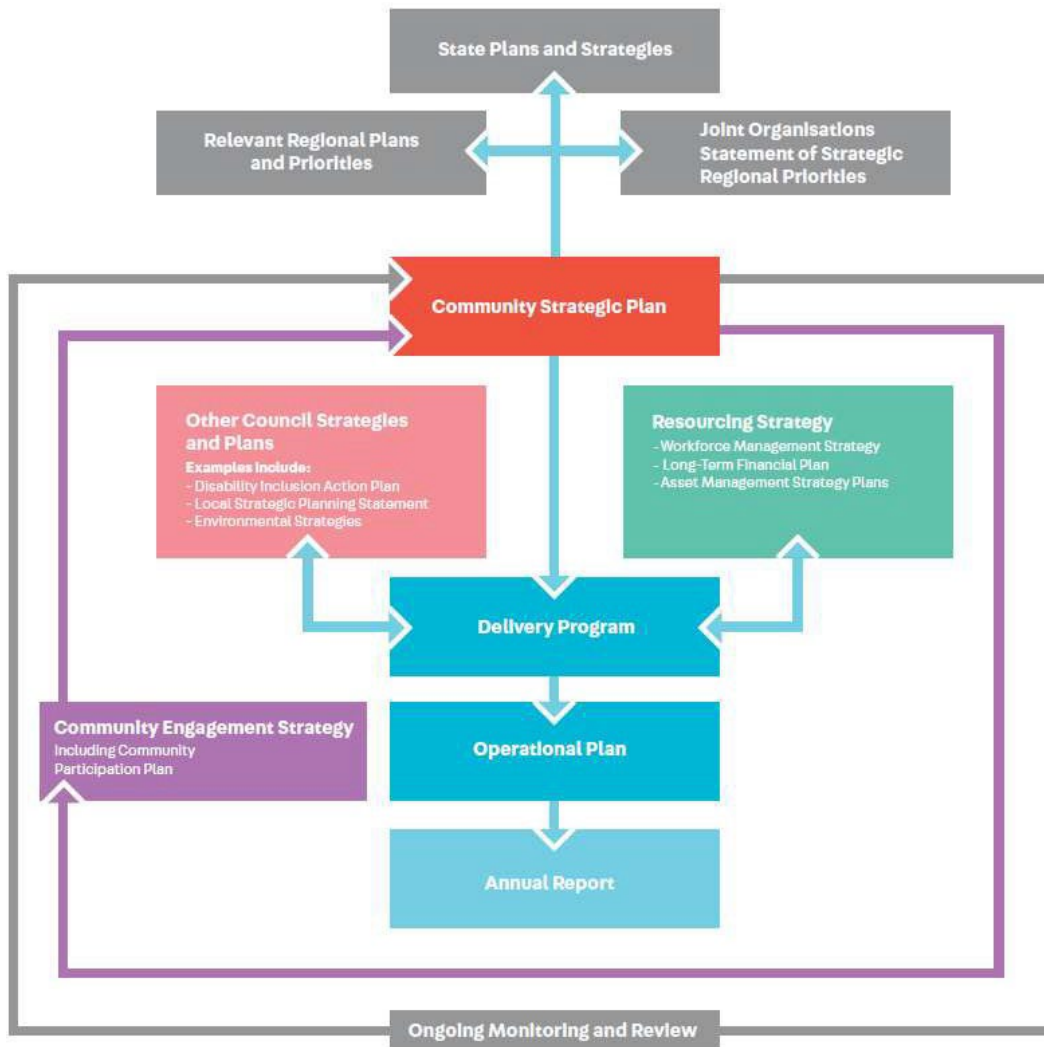 State Plans and Strategies
Relevant Regional Plans
and Priorities
Joint Organisations
Statement of Strategic
Regional Priorities
Community Strategic Plan
Other Council Strategies
and Plans
Examples Include:
- Disability Inclusion Action Plan
- Local Strategic Planning Statement
- Environmental Strategies
Resourcing Strategy
- Workforce Management Strategy
- Long-Term Financial Plan
- Asset Management Strategy Plans
Delivery Program
Community Engagement Strategy
Including Community
Participation Plan
Operational Plan
Annual Report
Ongoing Monitoring and Review